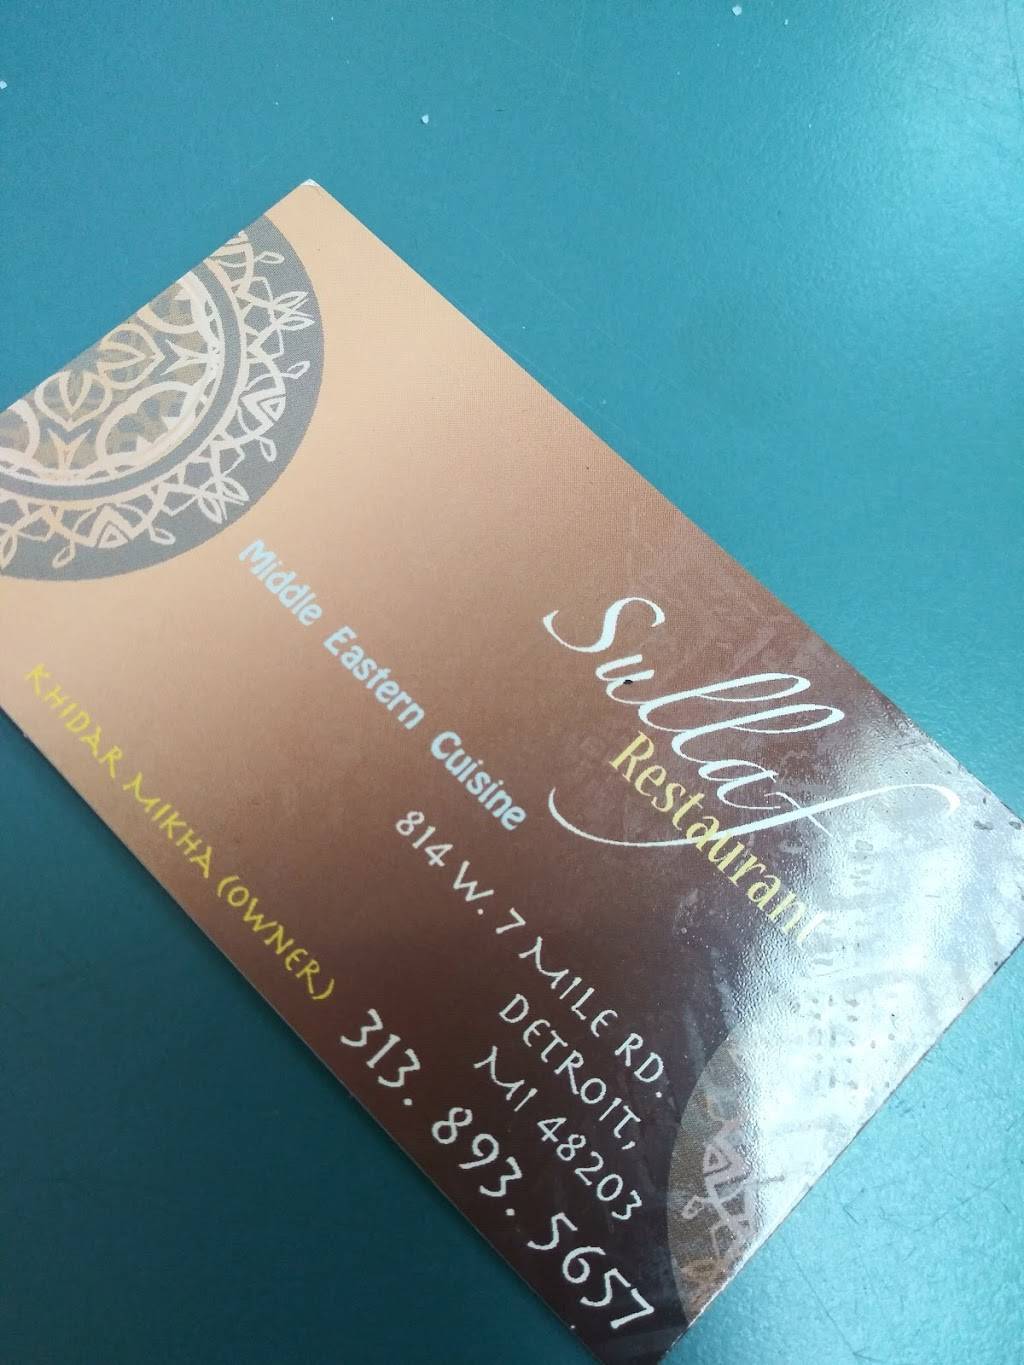 Sullaf
Restaurant
Middle Eastern Cuisine
814 W. 7 MILE RD.
DETROIT,
MI 48203
KHIDAR MIKHA (OWNER)
313. 893. 5657